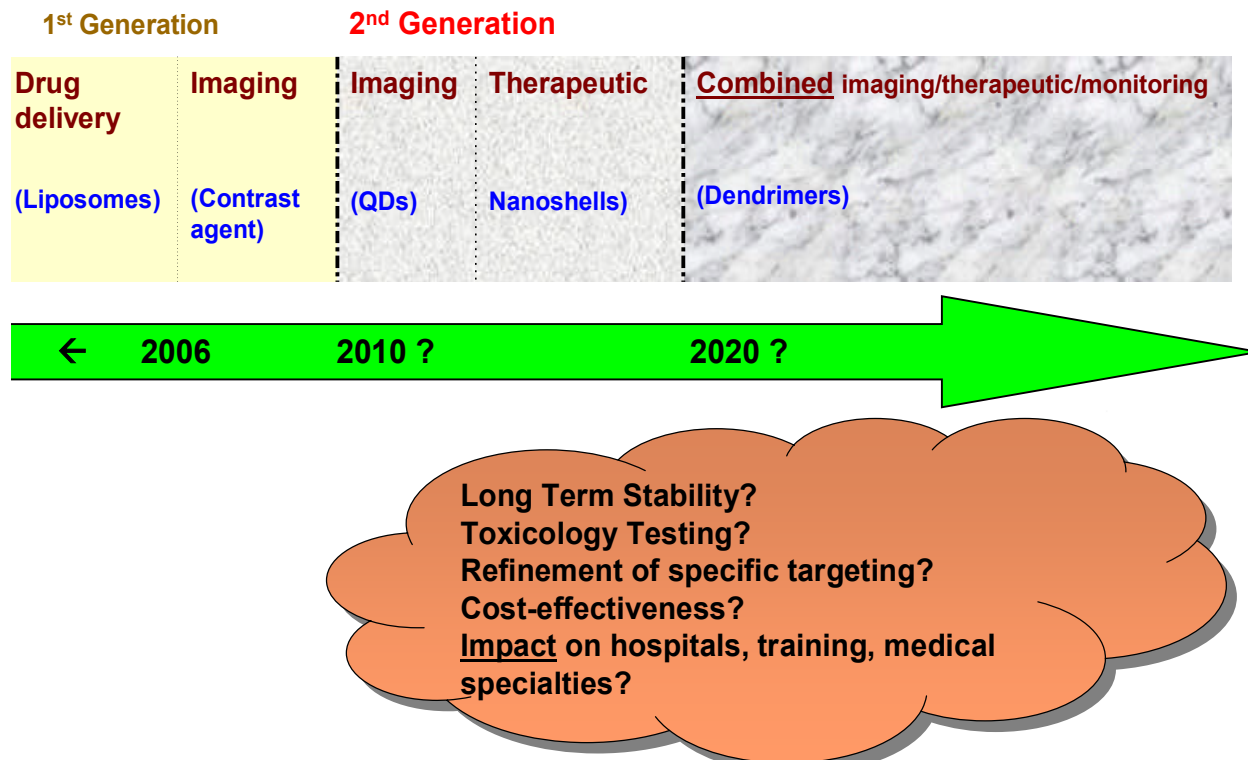 1st Generation
2nd Generation
Drug
delivery
(Liposomes)
Imaging
(Contrast
agent)
Imaging
(QDs)
Therapeutic
Nanoshells)
Combined imaging/therapeutic/monitoring
(Dendrimers)
← 2006 2010 ? 2020 ?
Long Term Stability?
Toxicology Testing?
Refinement of specific targeting?
Cost-effectiveness?
Impact on hospitals, training, medical
specialties?